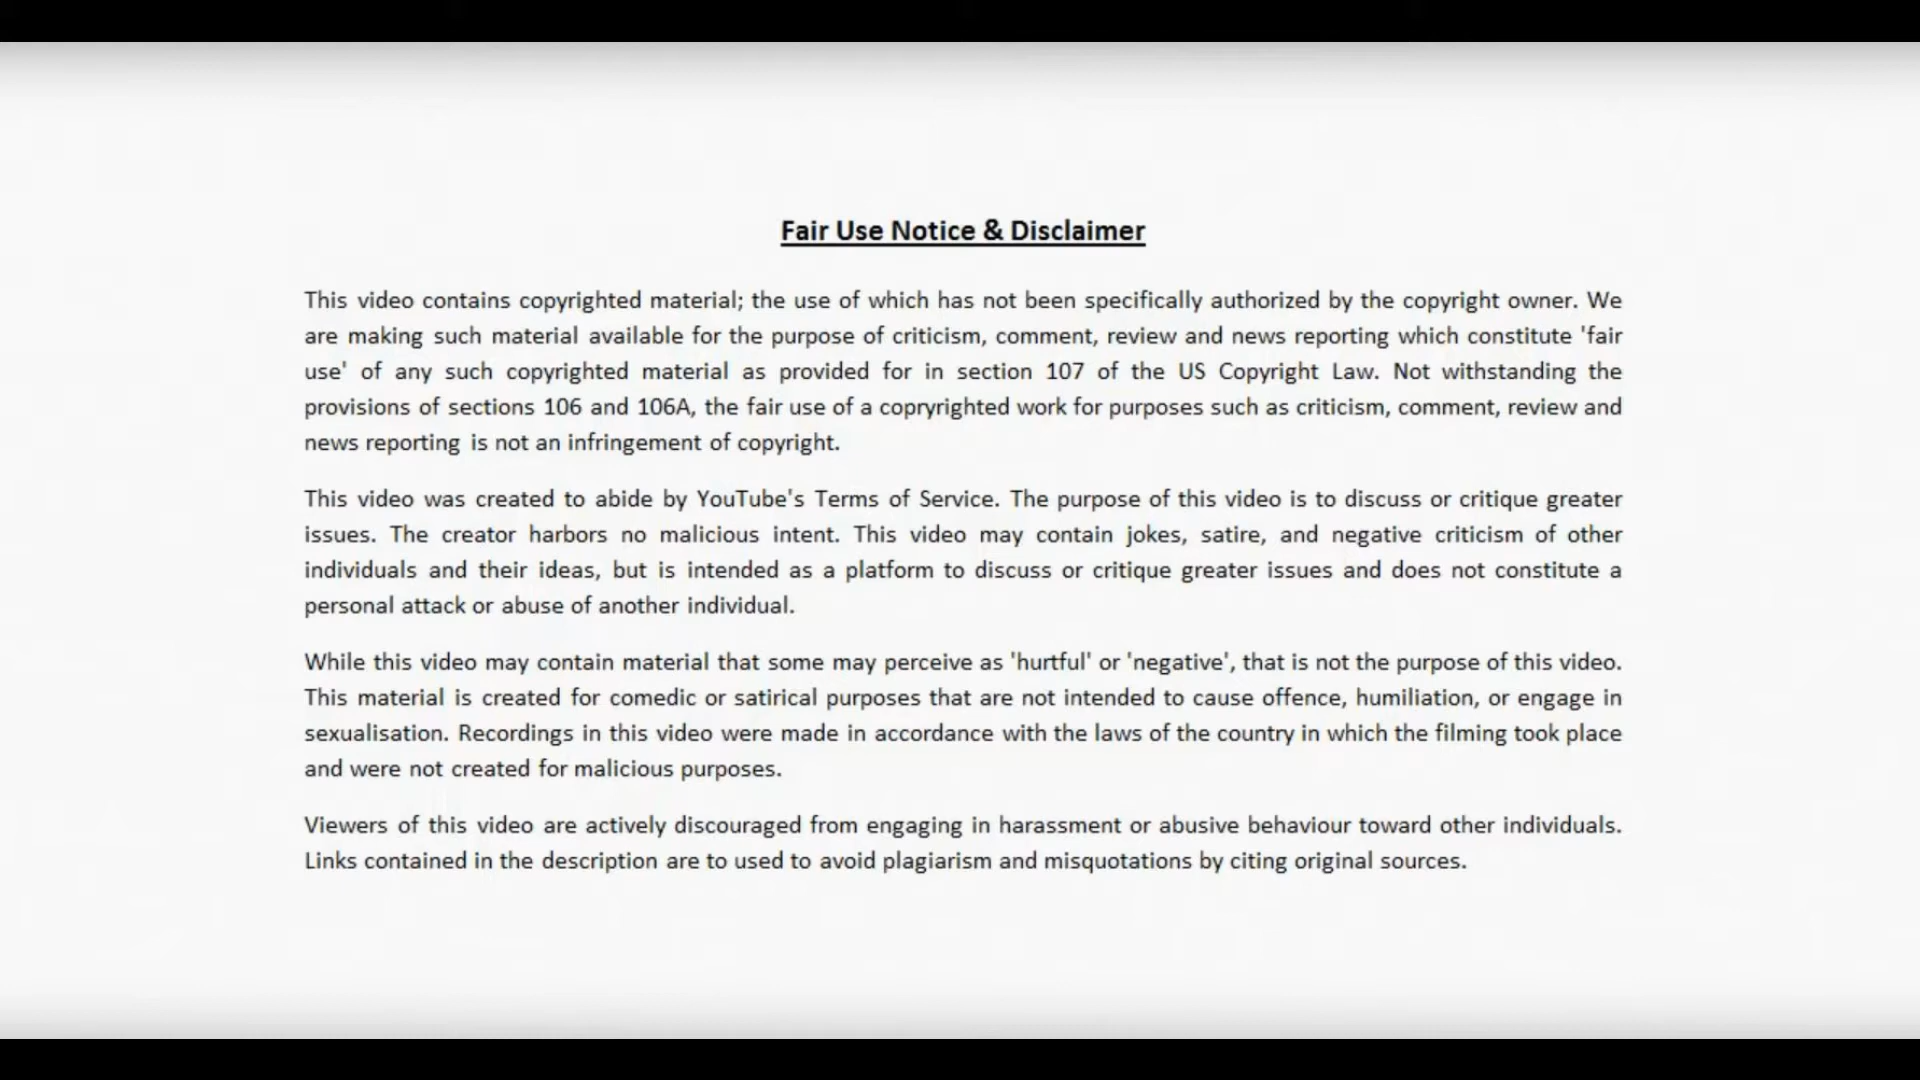 Fair Use Notice & Disclaimer
This video contains copyrighted material; the use of which has not been specifically authorized by the copyright owner. We
are making such material available for the purpose of criticism, comment, review and news reporting which constitute 'fair
use' of any such copyrighted material as provided for in section 107 of the US Copyright Law. Not withstanding the
provisions of sections 106 and 106A, the fair use of a copryrighted work for purposes such as criticism, comment, review and
news reporting is not an infringement of copyright.
This video was created to abide by YouTube's Terms of Service. The purpose of this video is to discuss or critique greater
issues. The creator harbors no malicious intent. This video may contain jokes, satire, and negative criticism of other
individuals and their ideas, but is intended as a platform to discuss or critique greater issues and does not constitute a
personal attack or abuse of another individual.
While this video may contain material that some may perceive as 'hurtful' or 'negative', that is not the purpose of this video.
This material is created for comedic or satirical purposes that are not intended to cause offence, humiliation, or engage in
sexualisation. Recordings in this video were made in accordance with the laws of the country in which the filming took place
and were not created for malicious purposes.
Viewers of this video are actively discouraged from engaging in harassment or abusive behaviour toward other individuals.
Links contained in the description are to used to avoid plagiarism and misquotations by citing original sources.